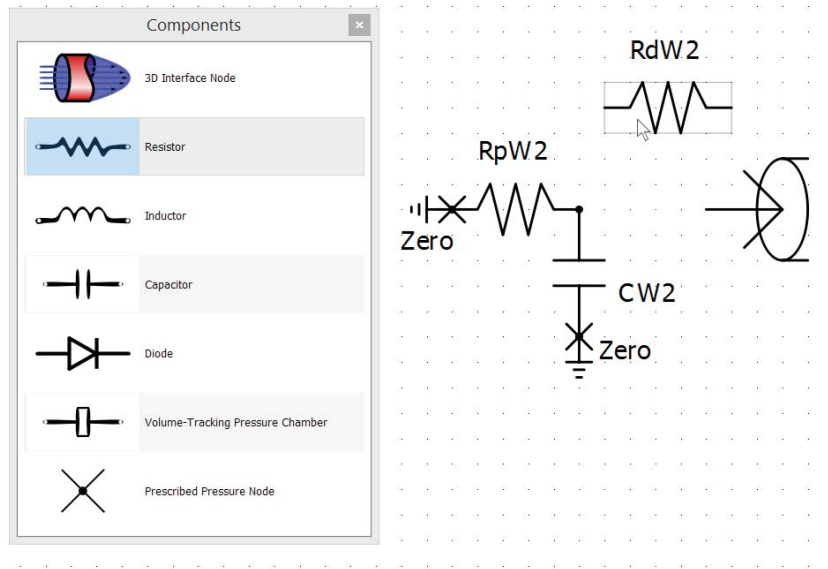 Components
3D Interface Node
Resistor
Inductor
Capacitor
Diode
Volume-Tracking Pressure Chamber
Prescribed Pressure Node
RdW2
RpW2
Zero
CW2
Zero